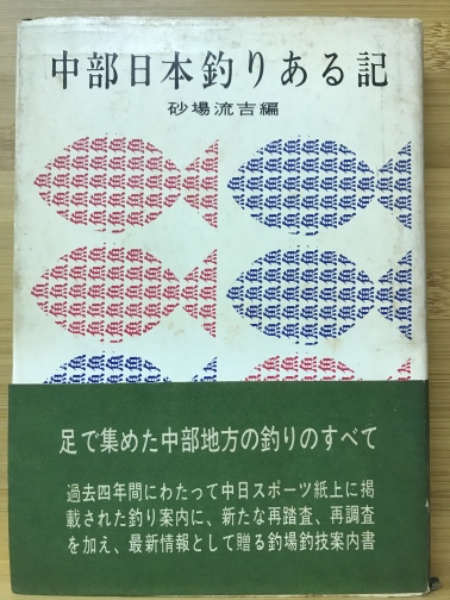 中部日本釣りある記
砂場流吉編
足で集めた中部地方の釣りのすべて
過去四年間にわたって中日スポーツ紙上に掲
載された釣り案内に、新たな再踏査、再調査
を加え、最新情報として贈る釣場釣技案内書